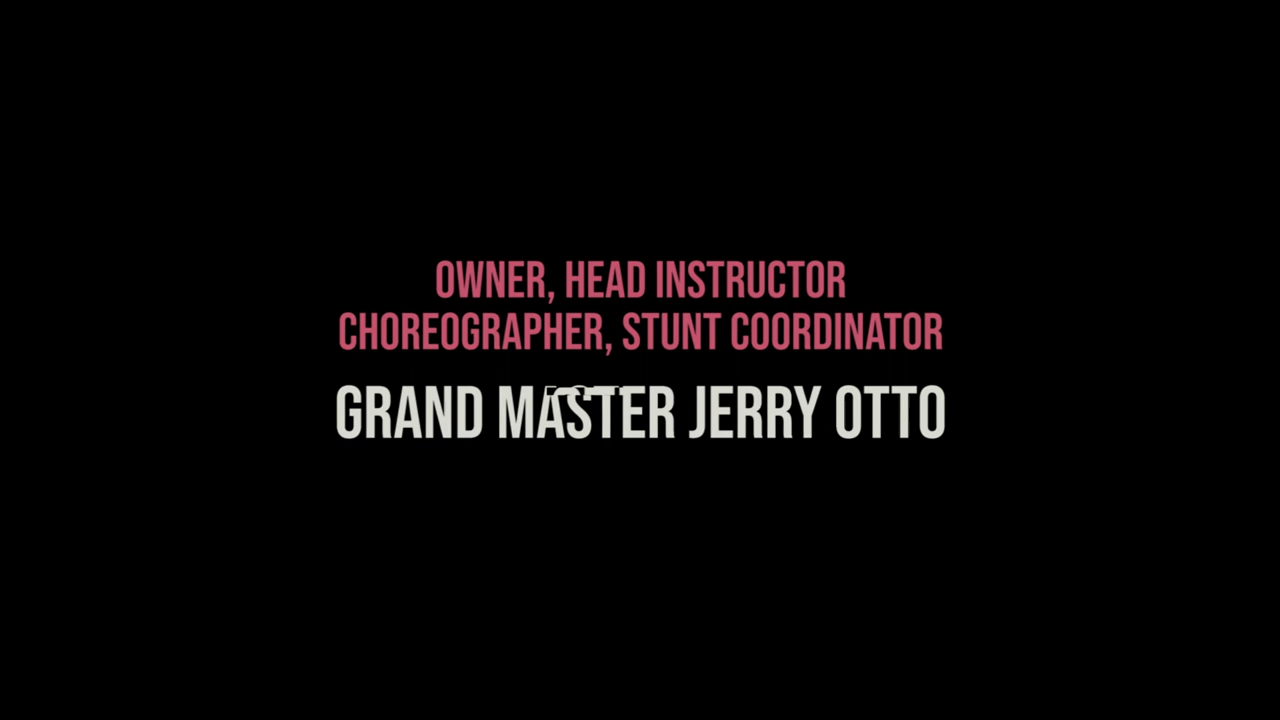 OWNER, HEAD INSTRUCTOR
CHOREOGRAPHER, STUNT COORDINATOR
GRAND MASTER JERRY OTTO